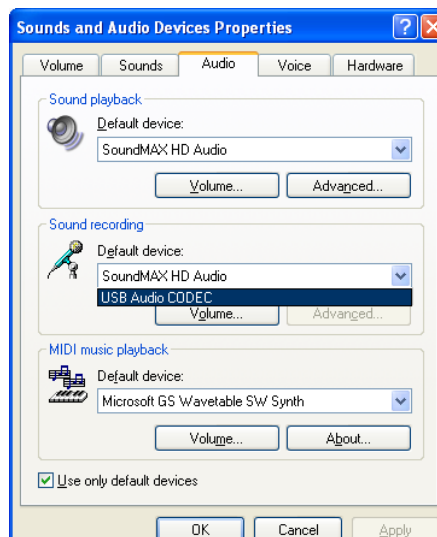 Sounds and Audio Devices Properties
Volume Sounds Audio Voice Hardware
Sound playback
Default device:
SoundMAX HD Audio
Volume... Advanced...
Sound recording
Default device:
SoundMAX HD Audio
USB Audio CODEC
Volume... Advanced...
MIDI music playback
Default device:
Microsoft GS Wavetable SW Synth
Volume... About...
Use only default devices
OK Cancel Apply